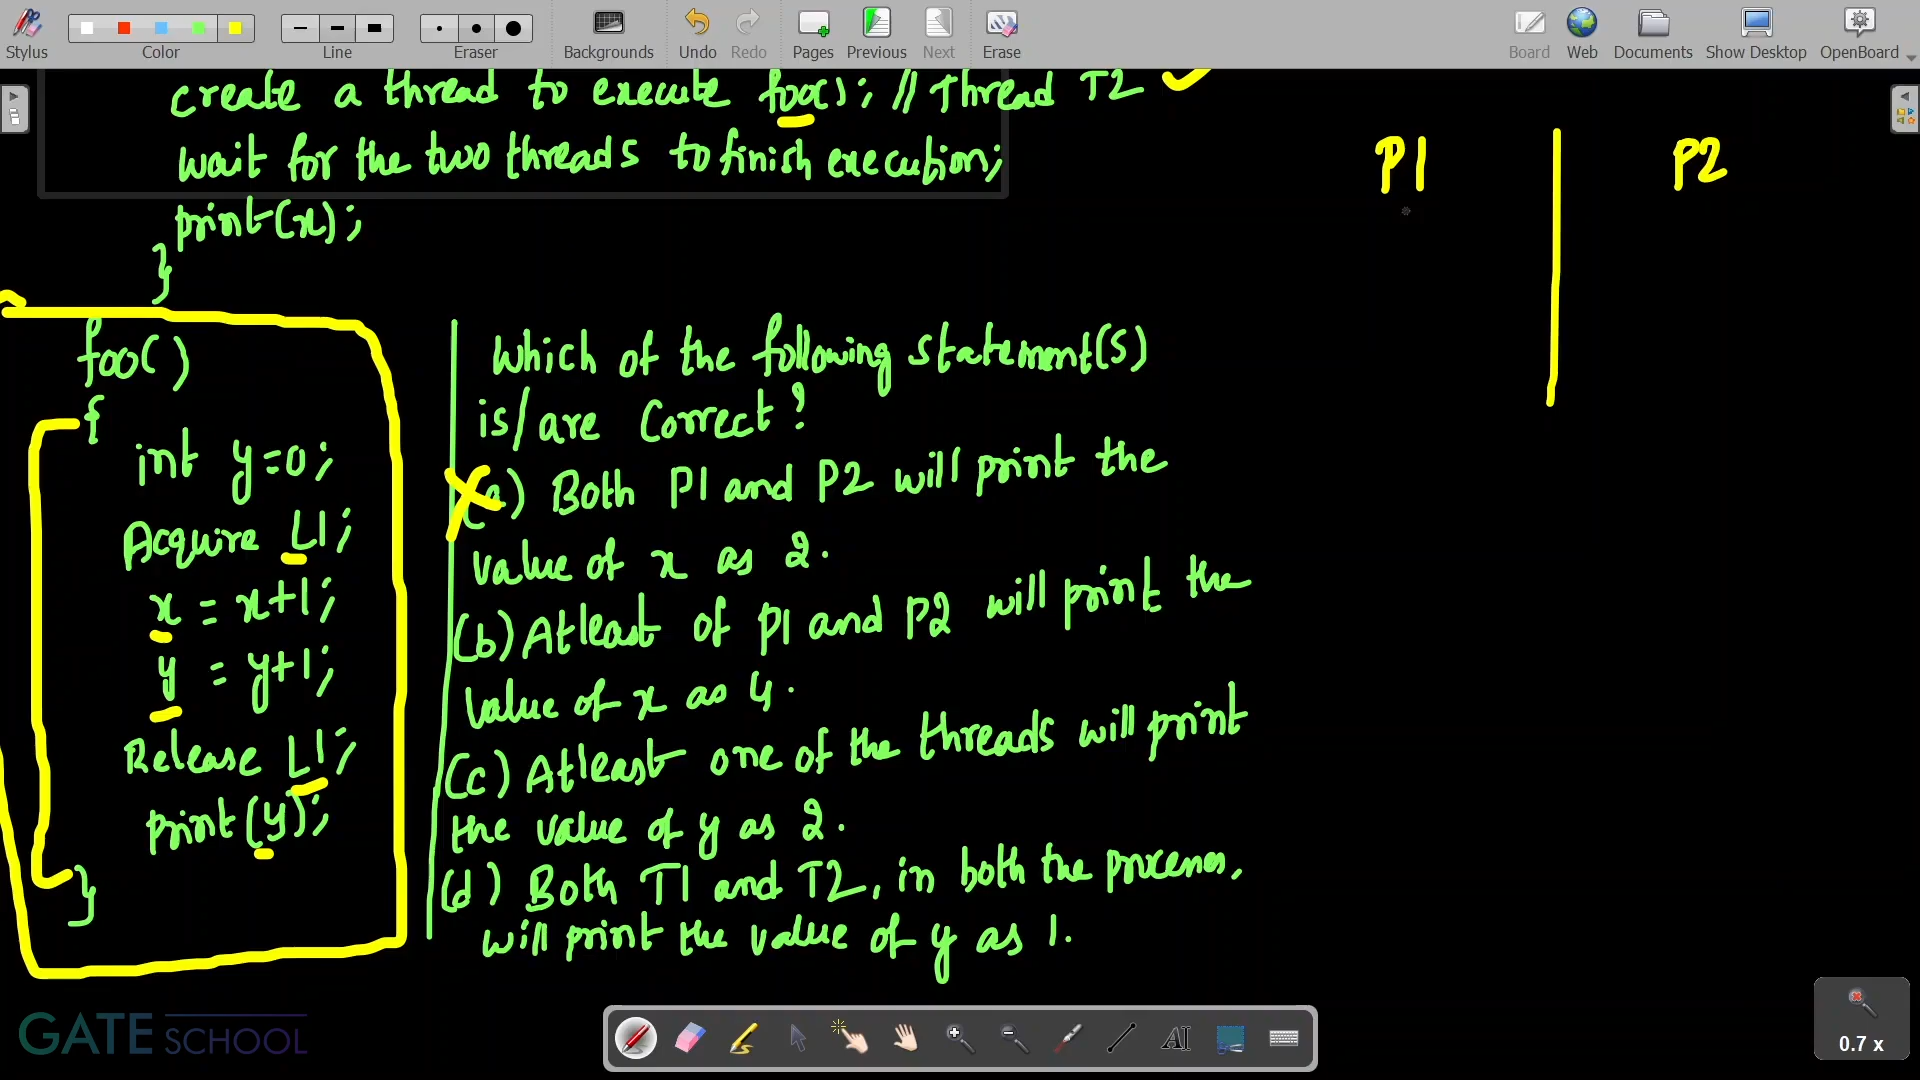 Stylus
Color
Line
Eraser
Backgrounds
Undo
Redo
Pages
Previous
Next
Erase
Board
Web
Documents
Show Desktop
OpenBoard
create a thread to execute foo(); // Thread T2
wait for the two threads to finish execution;
print(x);
}
foo()
{
int y=0;
Acquire L1;
x = x+1;
y = y+1;
Release L1;
print(y);
}
Which of the following statement(s)
is/are Correct?
(a) Both P1 and P2 will print the
value of x as 2.
(b) Atleast of P1 and P2 will print the
value of x as 4.
(c) Atleast one of the threads will print
the value of y as 2.
(d) Both T1 and T2, in both the processes,
will print the value of y as 1.
P1
P2
GATE SCHOOL
0.7 x